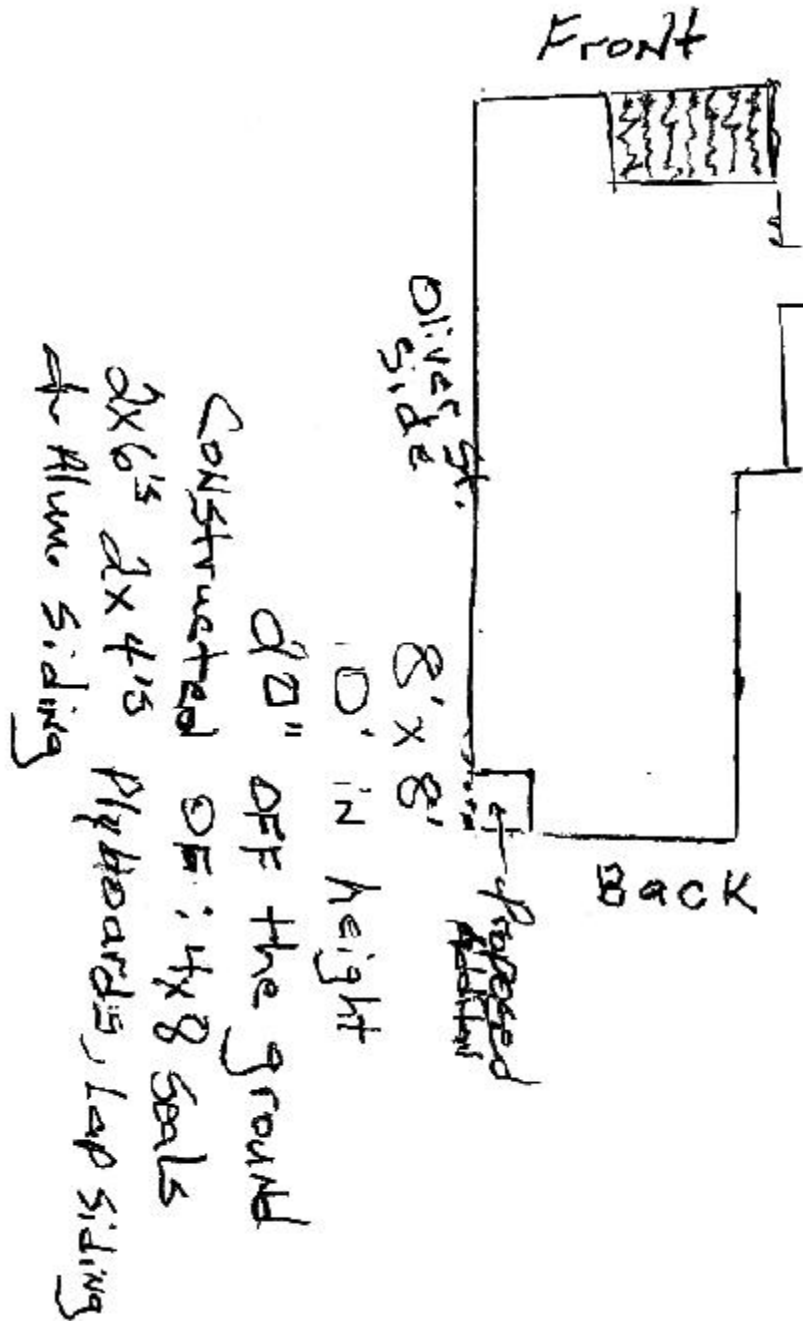 Front
Oliver St.
Side
8' x 8'
10' in height
20" OFF the ground
Constructed OF : 4x8 Seals
2x6's 2x4's Plyboards, Lap Siding
+ Alum. Siding
Proposed
Addition
Back